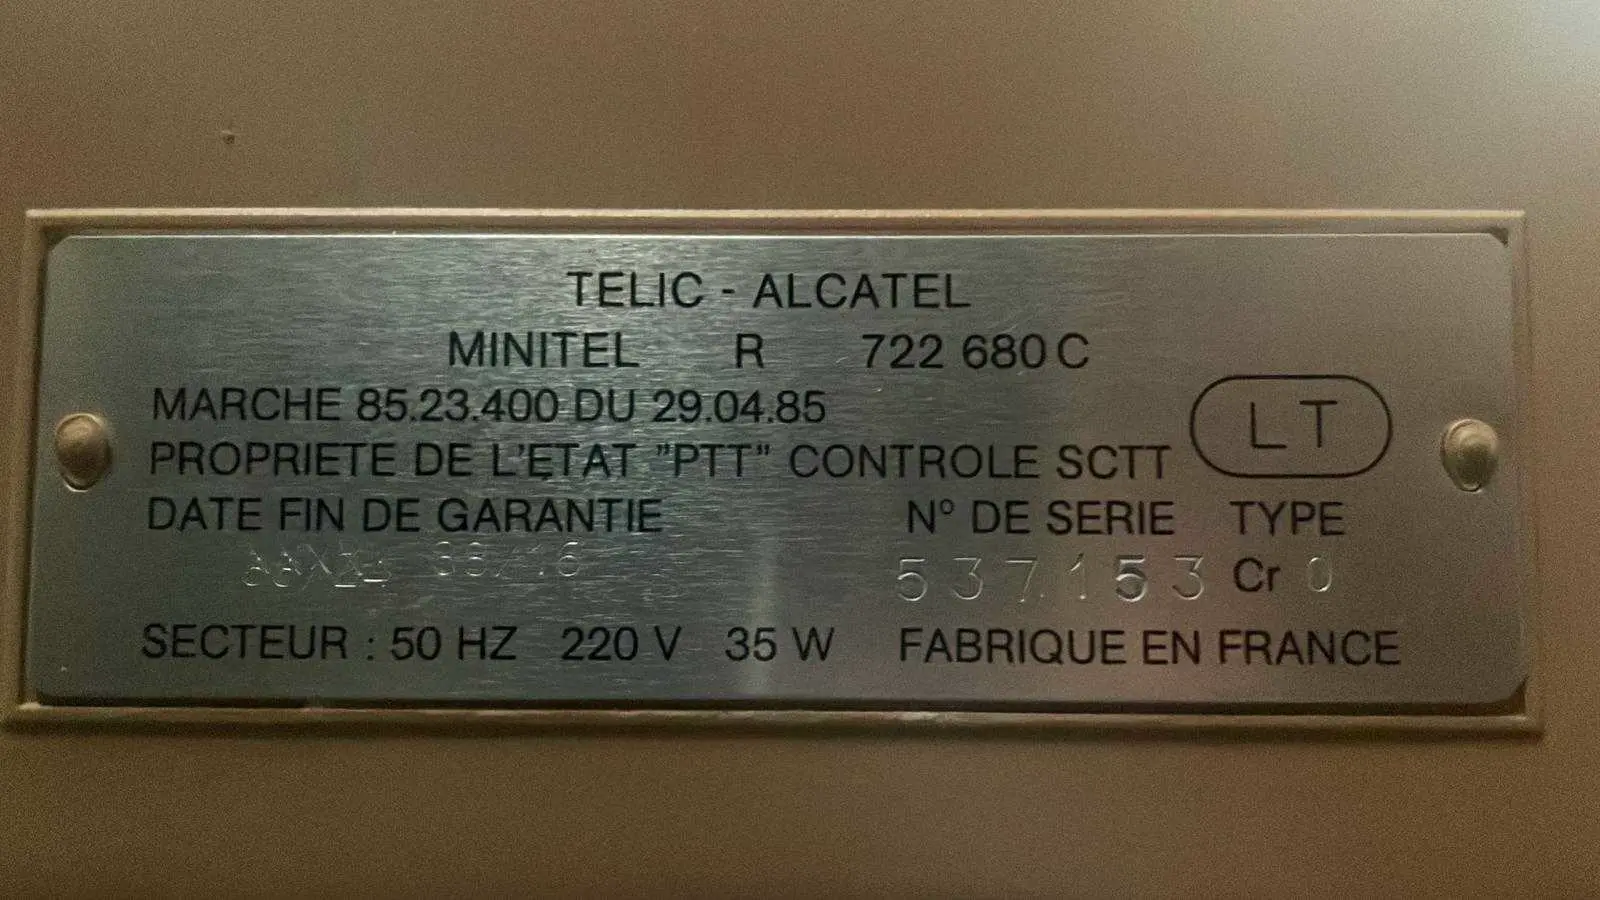 TELIC - ALCATEL
MINITEL R 722 680 C
MARCHE 85.23.400 DU 29.04.85
LT
PROPRIETE DE L'ETAT "PTT" CONTROLE SCTT
DATE FIN DE GARANTIE N° DE SERIE TYPE
537153 Cr 0
SECTEUR : 50 HZ 220 V 35 W FABRIQUE EN FRANCE